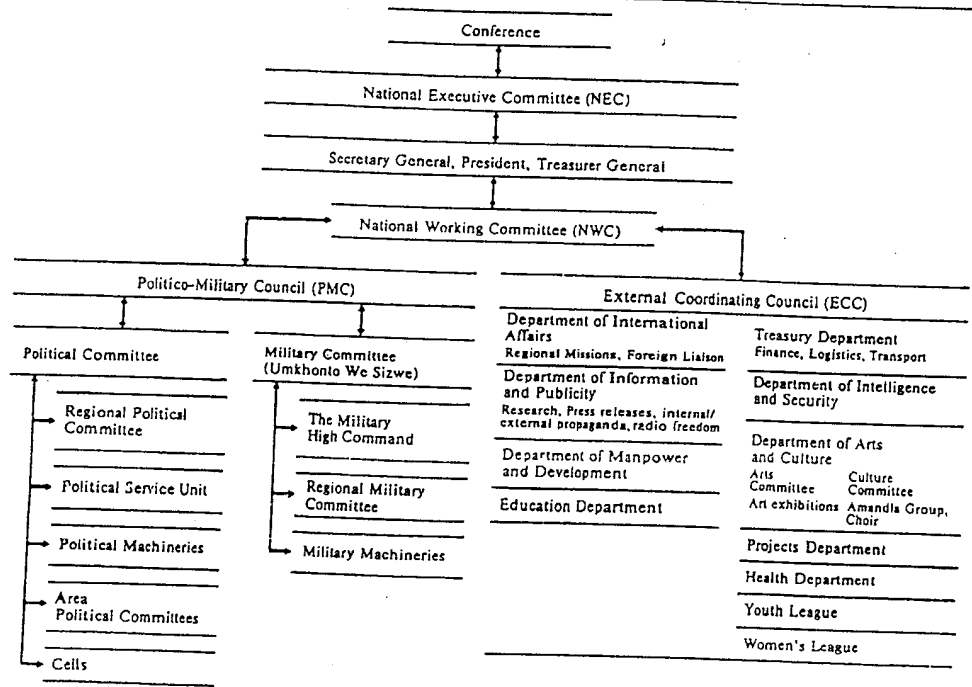 Conference
National Executive Committee (NEC)
Secretary General, President, Treasurer General
National Working Committee (NWC)
Politico-Military Council (PMC)
Political Committee
Regional Political
Committee
Political Service Unit
Political Machineries
Area
Political Committees
Cells
Military Committee
(Umkhonto We Sizwe)
The Military
High Command
Regional Military
Committee
Military Machineries
External Coordinating Council (ECC)
Department of International
Affairs
Regional Missions, Foreign Liaison
Department of Information
and Publicity
Research, Press releases, internal/
external propaganda, radio freedom
Department of Manpower
and Development
Education Department
Treasury Department
Finance, Logistics, Transport
Department of Intelligence
and Security
Department of Arts
and Culture
Arts
Committee
Art exhibitions
Culture
Committee
Amandla Group,
Choir
Projects Department
Health Department
Youth League
Women's League